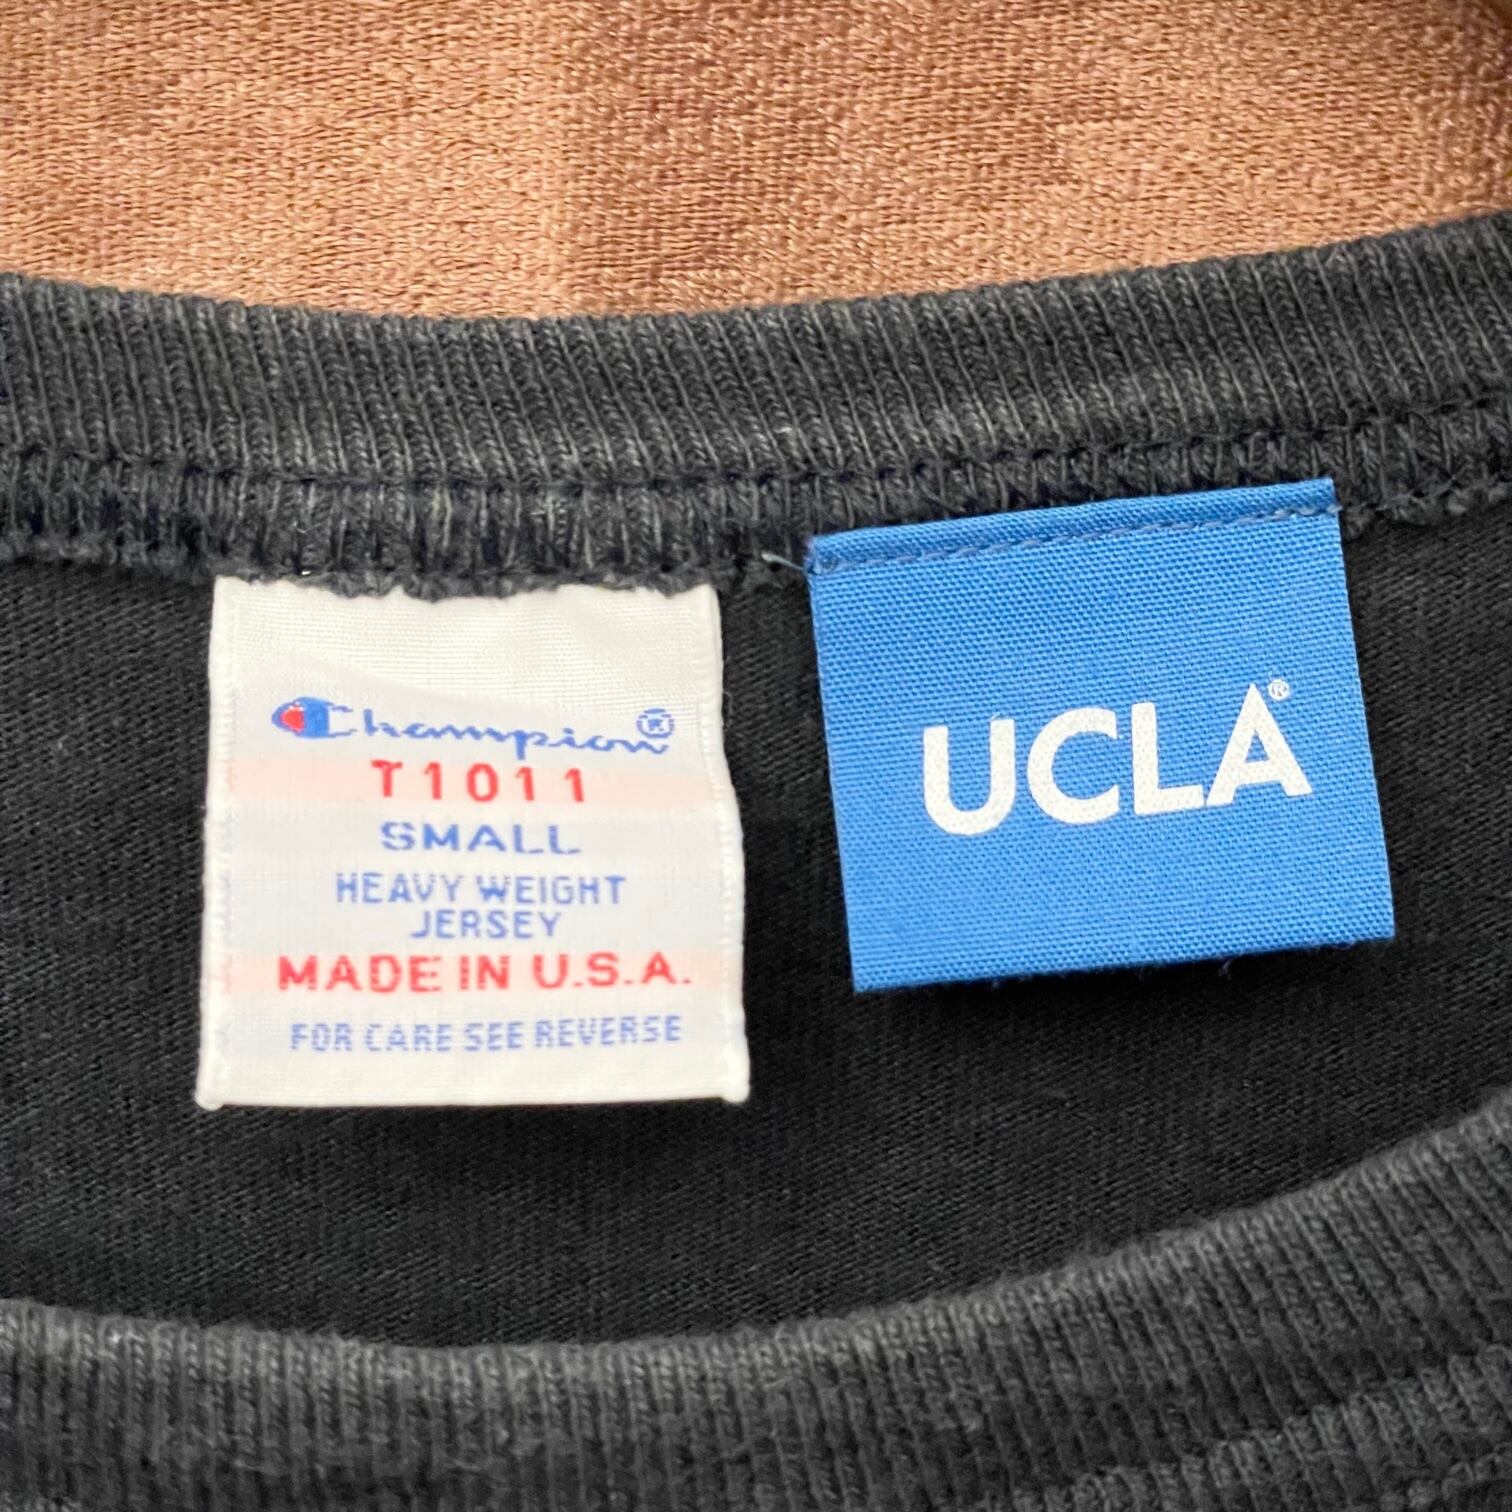 Champion®
T1011
SMALL
HEAVY WEIGHT
JERSEY
MADE IN U.S.A.
FOR CARE SEE REVERSE
UCLA®